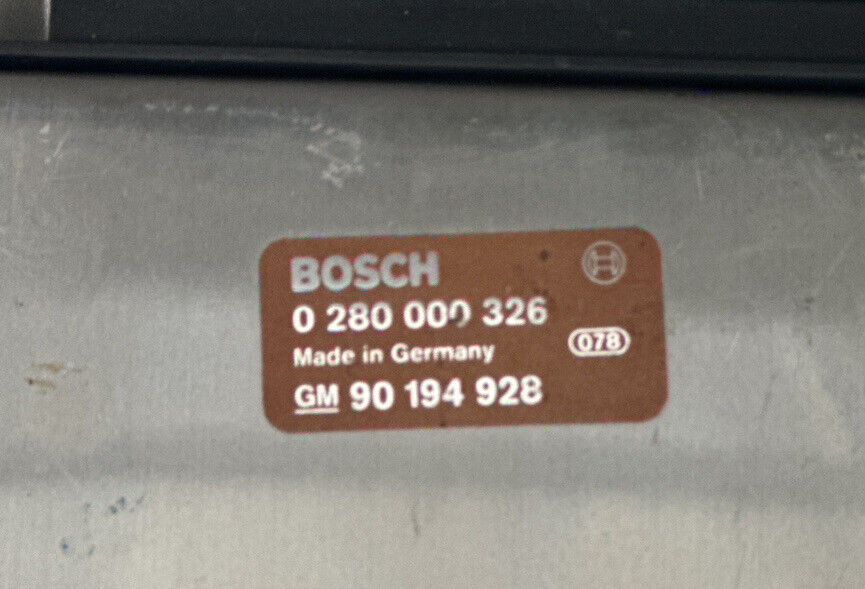 BOSCH
0 280 000 326
Made in Germany
078
GM 90 194 928